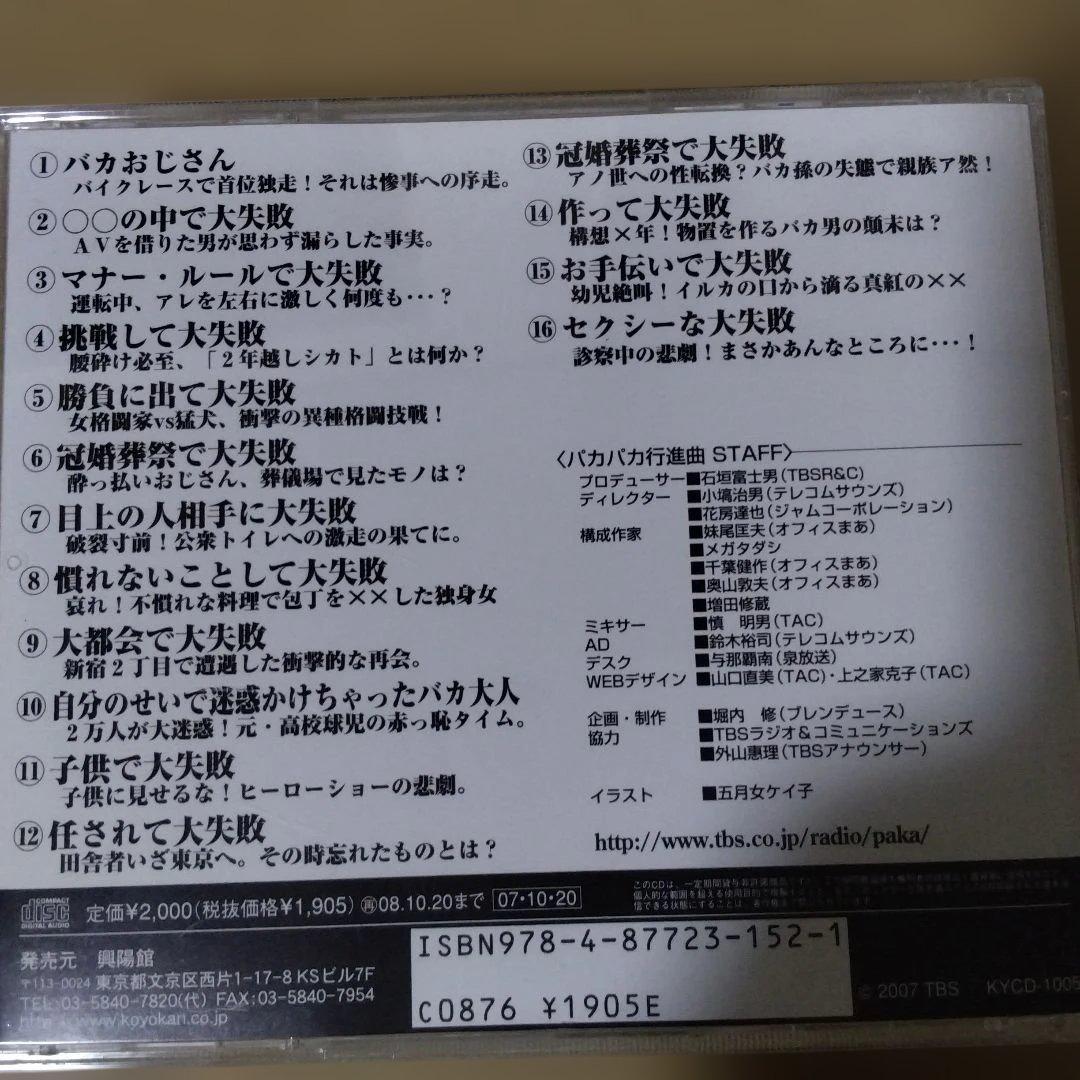 ①バカおじさん
バイクレースで首位独走！それは惨事への序走。
②〇〇の中で大失敗
ＡＶを借りた男が思わず漏らした事実。
③マナー・ルールで大失敗
運転中、アレを左右に激しく何度も・・・？
④挑戦して大失敗
腰砕け必至、「２年越しシカト」とは何か？
⑤勝負に出て大失敗
女格闘家vs猛犬、衝撃の異種格闘技戦！
⑥冠婚葬祭で大失敗
酔っ払いおじさん、葬儀場で見たモノは？
⑦目上の人相手に大失敗
破裂寸前！公衆トイレへの激走の果てに。
⑧慣れないことして大失敗
哀れ！不慣れな料理で包丁を××した独身女
⑨大都会で大失敗
新宿２丁目で遭遇した衝撃的な再会。
⑩自分のせいで迷惑かけちゃったバカ大人
２万人が大迷惑！元・高校球児の赤っ恥タイム。
⑪子供で大失敗
子供に見せるな！ヒーローショーの悲劇。
⑫任されて大失敗
田舎者いざ東京へ。その時忘れたものとは？
⑬冠婚葬祭で大失敗
アノ世への性転換？バカ孫の失態で親族ア然！
⑭作って大失敗
構想×年！物置を作るバカ男の顛末は？
⑮お手伝いで大失敗
幼児絶叫！イルカの口から滴る真紅の××
⑯セクシーな大失敗
診察中の悲劇！まさかあんなところに・・・！
〈パカパカ行進曲 STAFF〉
プロデューサー■石垣富士男(TBSR&C)
ディレクター ■小塙治男(テレコムサウンズ)
■花房達也(ジャムコーポレーション)
構成作家 ■妹尾匡夫(オフィスまあ)
■メガタダシ
■千葉健作(オフィスまあ)
■奥山敦夫(オフィスまあ)
■増田修蔵
ミキサー ■慎 明男(TAC)
AD ■鈴木裕司(テレコムサウンズ)
デスク ■与那覇南(泉放送)
WEBデザイン ■山口直美(TAC)・上之家克子(TAC)
企画・制作 ■堀内 修(ブレンデュース)
協力 ■TBSラジオ＆コミュニケーションズ
■外山惠理(TBSアナウンサー)
イラスト ■五月女ケイ子
http://www.tbs.co.jp/radio/paka/
COMPACT disc DIGITAL AUDIO
定価¥2,000(税抜価格¥1,905) 再08.10.20まで 07・10・20
発売元 興陽館
〒113-0024 東京都文京区西片1-17-8 KSビル7F
TEL:03-5840-7820(代) FAX:03-5840-7954
http://www.koyokan.co.jp
ISBN978-4-87723-152-1
C0876 ¥1905E
© 2007 TBS KYCD-1005